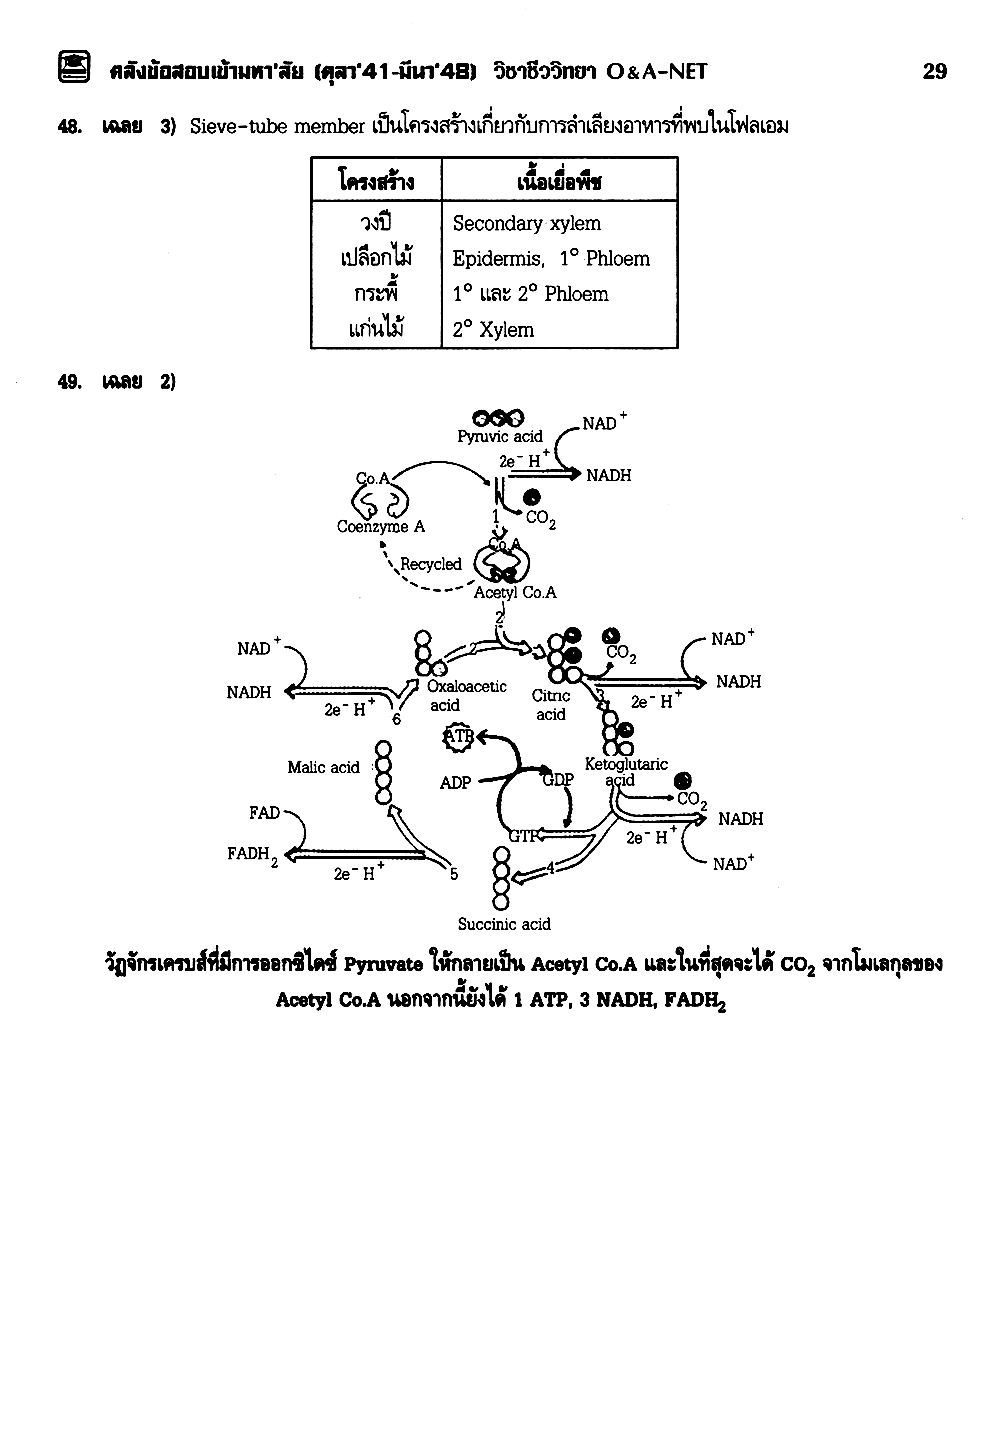 คลังข้อสอบเข้ามหา'ลัย (ตุลา'41-มีนา'48) วิชาชีววิทยา O & A-NET 29
48. เฉลย 3) Sieve-tube member เป็นโครงสร้างเกี่ยวกับการลำเลียงอาหารที่พบในโฟลเอม
โครงสร้าง เนื้อเยื่อพืช
วงปี Secondary xylem
เปลือกไม้ Epidermis, 1° Phloem
กระพี้ 1° และ 2° Phloem
แก่นไม้ 2° Xylem
49. เฉลย 2)
Pyruvic acid
NAD+
2e- H+
NADH
Co.A
Coenzyme A
1
CO2
Co.A
Recycled
Acetyl Co.A
2
NAD+
2
CO2
NAD+
NADH
2e- H+
6
Oxaloacetic acid
Citric acid
3
2e- H+
NADH
ATP
Malic acid
ADP
GDP
Ketoglutaric acid
CO2
FAD
GTP
2e- H+
NADH
FADH2
2e- H+
5
4
NAD+
Succinic acid
วัฏจักรเครบส์ที่มีการออกซิไดซ์ Pyruvate ให้กลายเป็น Acetyl Co.A และในที่สุดจะได้ CO2 จากโมเลกุลของ
Acetyl Co.A นอกจากนี้ยังได้ 1 ATP, 3 NADH, FADH2